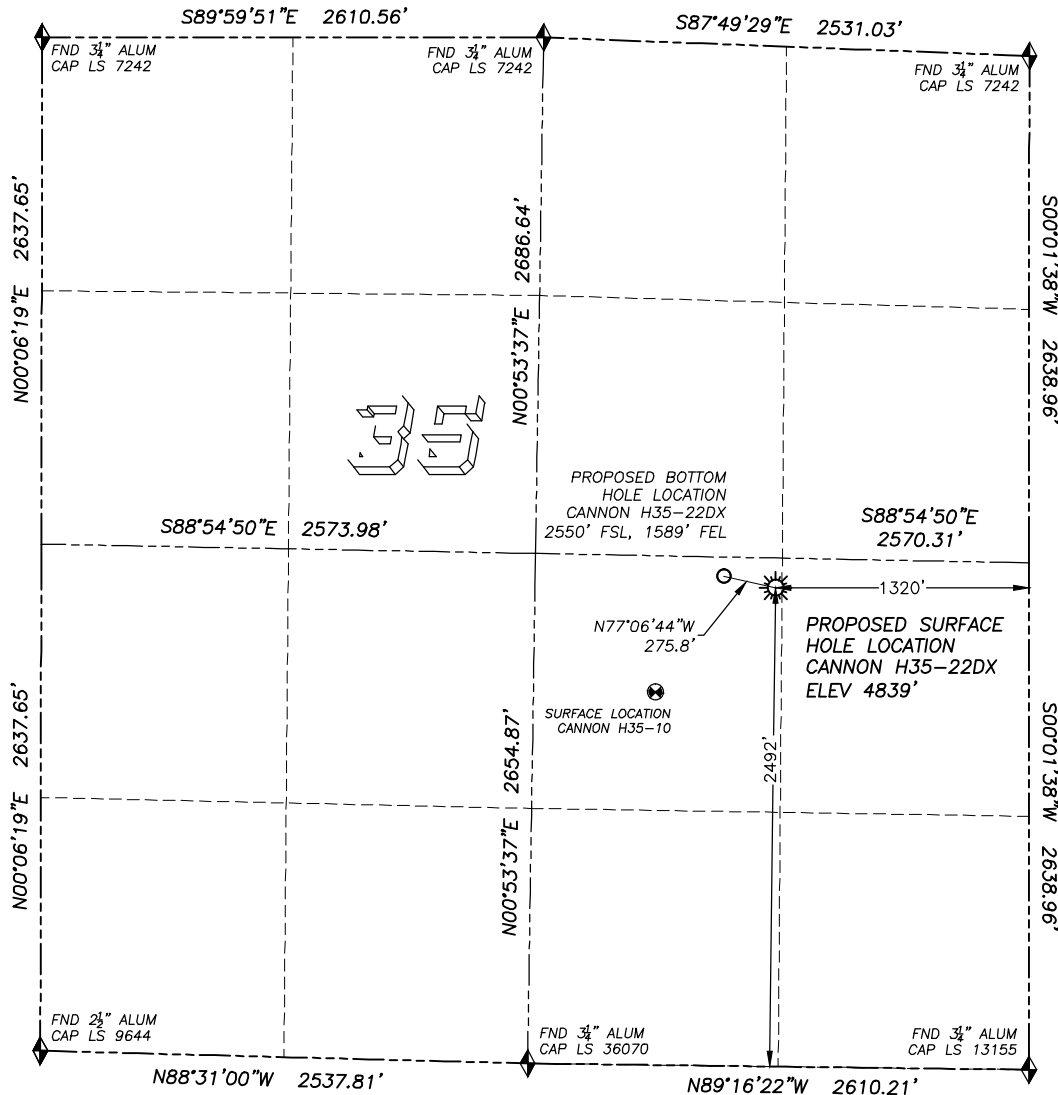 S89°59'51"E 2610.56'
S87°49'29"E 2531.03'
FND 3¼" ALUM
CAP LS 7242
FND 3¼" ALUM
CAP LS 7242
FND 3¼" ALUM
CAP LS 7242
N00°06'19"E 2637.65'
N00°53'37"E 2686.64'
S00°01'38"W 2638.96'
35
PROPOSED BOTTOM
HOLE LOCATION
CANNON H35-22DX
2550' FSL, 1589' FEL
S88°54'50"E 2573.98'
S88°54'50"E
2570.31'
1320'
N77°06'44"W
275.8'
PROPOSED SURFACE
HOLE LOCATION
CANNON H35-22DX
ELEV 4839'
SURFACE LOCATION
CANNON H35-10
N00°06'19"E 2637.65'
N00°53'37"E 2654.87'
2492'
S00°01'38"W 2638.96'
FND 2½" ALUM
CAP LS 9644
FND 3¼" ALUM
CAP LS 36070
FND 3¼" ALUM
CAP LS 13155
N88°31'00"W 2537.81'
N89°16'22"W 2610.21'